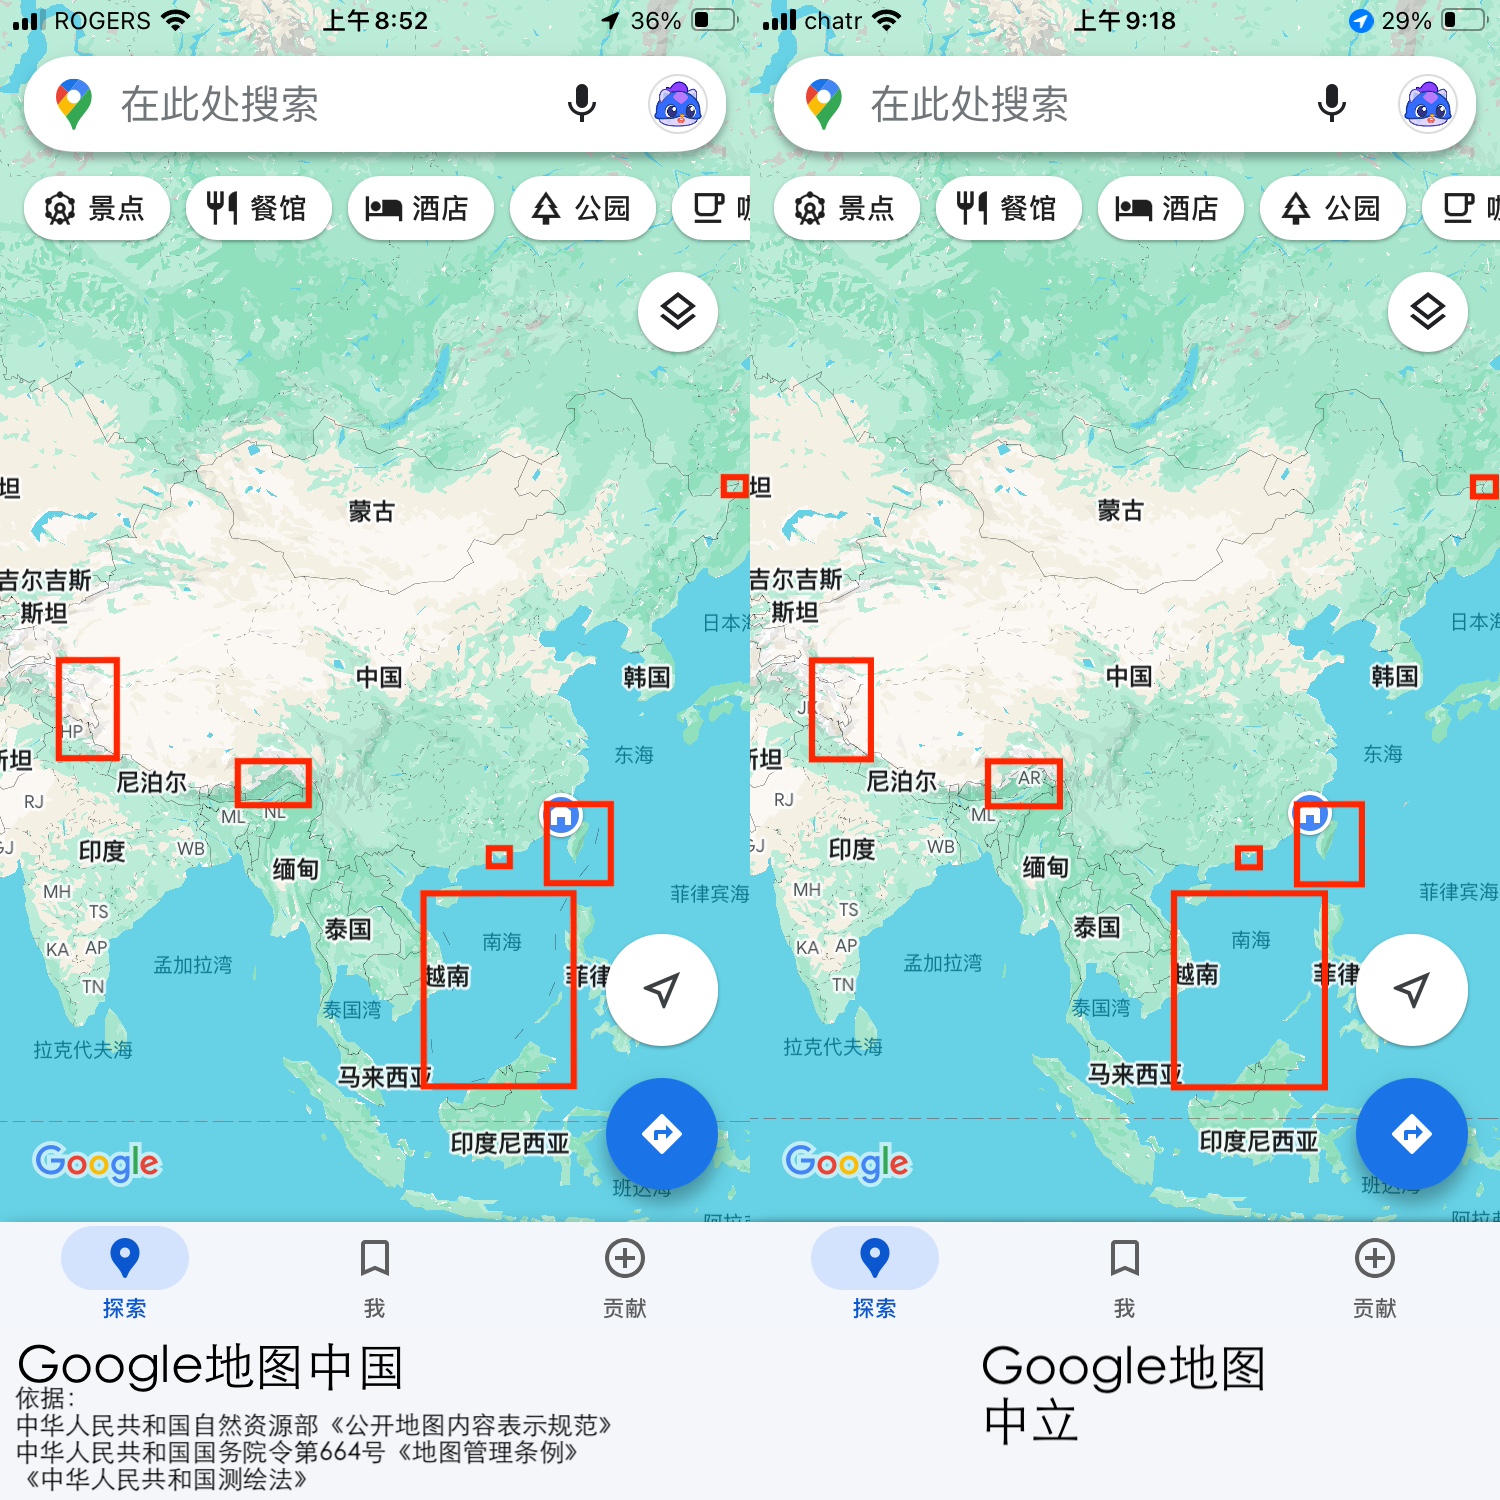 ROGERS 上午8:52 36%
在此处搜索
景点 餐馆 酒店 公园
坦
蒙古
吉尔吉斯
斯坦
日本海
中国 韩国
HP
斯坦 东海
尼泊尔
RJ
ML NL
GJ 印度 WB
缅甸
MH 菲律宾海
TS
泰国 南海
KA AP
孟加拉湾 越南 菲律
TN
泰国湾
拉克代夫海
马来西亚
印度尼西亚
Google
班达海
阿拉
探索 我 贡献
Google地图中国
依据：
中华人民共和国自然资源部《公开地图内容表示规范》
中华人民共和国国务院令第664号《地图管理条例》
《中华人民共和国测绘法》
chatr 上午9:18 29%
在此处搜索
景点 餐馆 酒店 公园
坦
蒙古
吉尔吉斯
斯坦
日本海
中国 韩国
JK
斯坦 东海
尼泊尔 AR
RJ
ML
GJ 印度 WB
缅甸
MH 菲律宾海
TS
泰国 南海
KA AP
孟加拉湾 越南 菲律
TN
泰国湾
拉克代夫海
马来西亚
印度尼西亚
Google
班达海
阿拉
探索 我 贡献
Google地图
中立